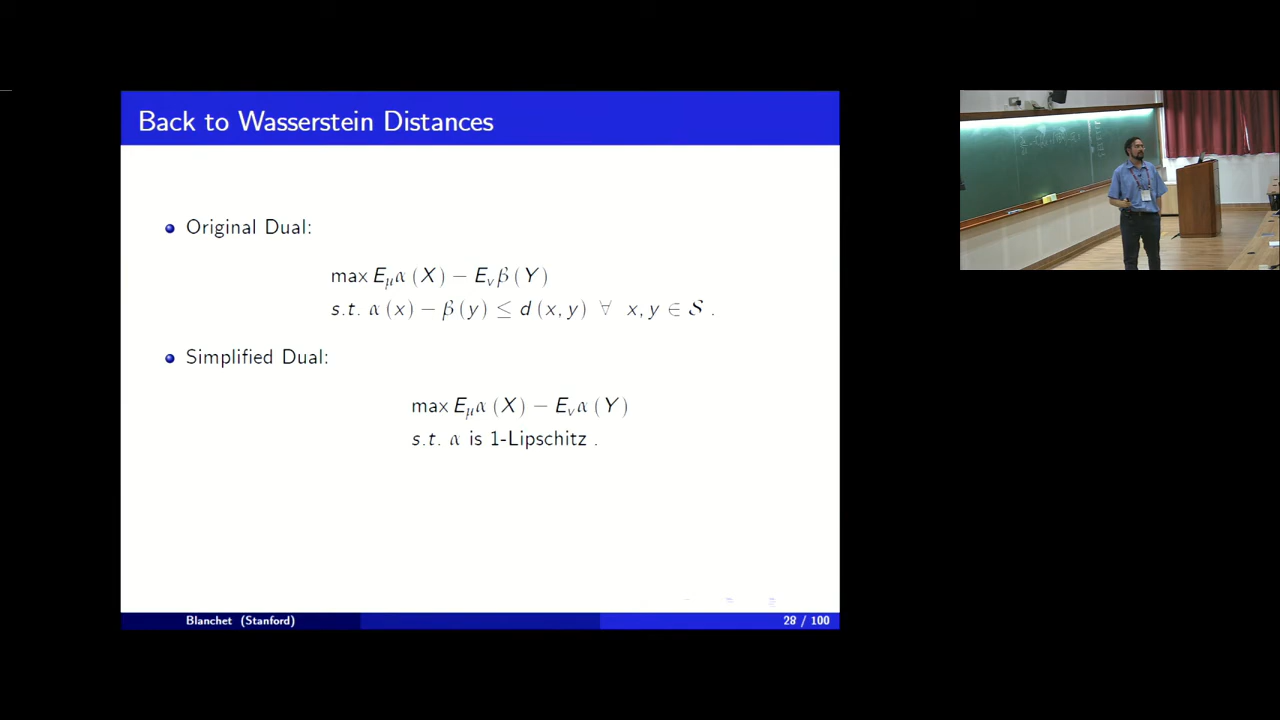 Back to Wasserstein Distances
Original Dual:
max E_μ α (X) − E_ν β (Y)
s.t. α (x) − β (y) ≤ d (x, y) ∀ x, y ∈ S .
Simplified Dual:
max E_μ α (X) − E_ν α (Y)
s.t. α is 1-Lipschitz .
Blanchet (Stanford)
28 / 100